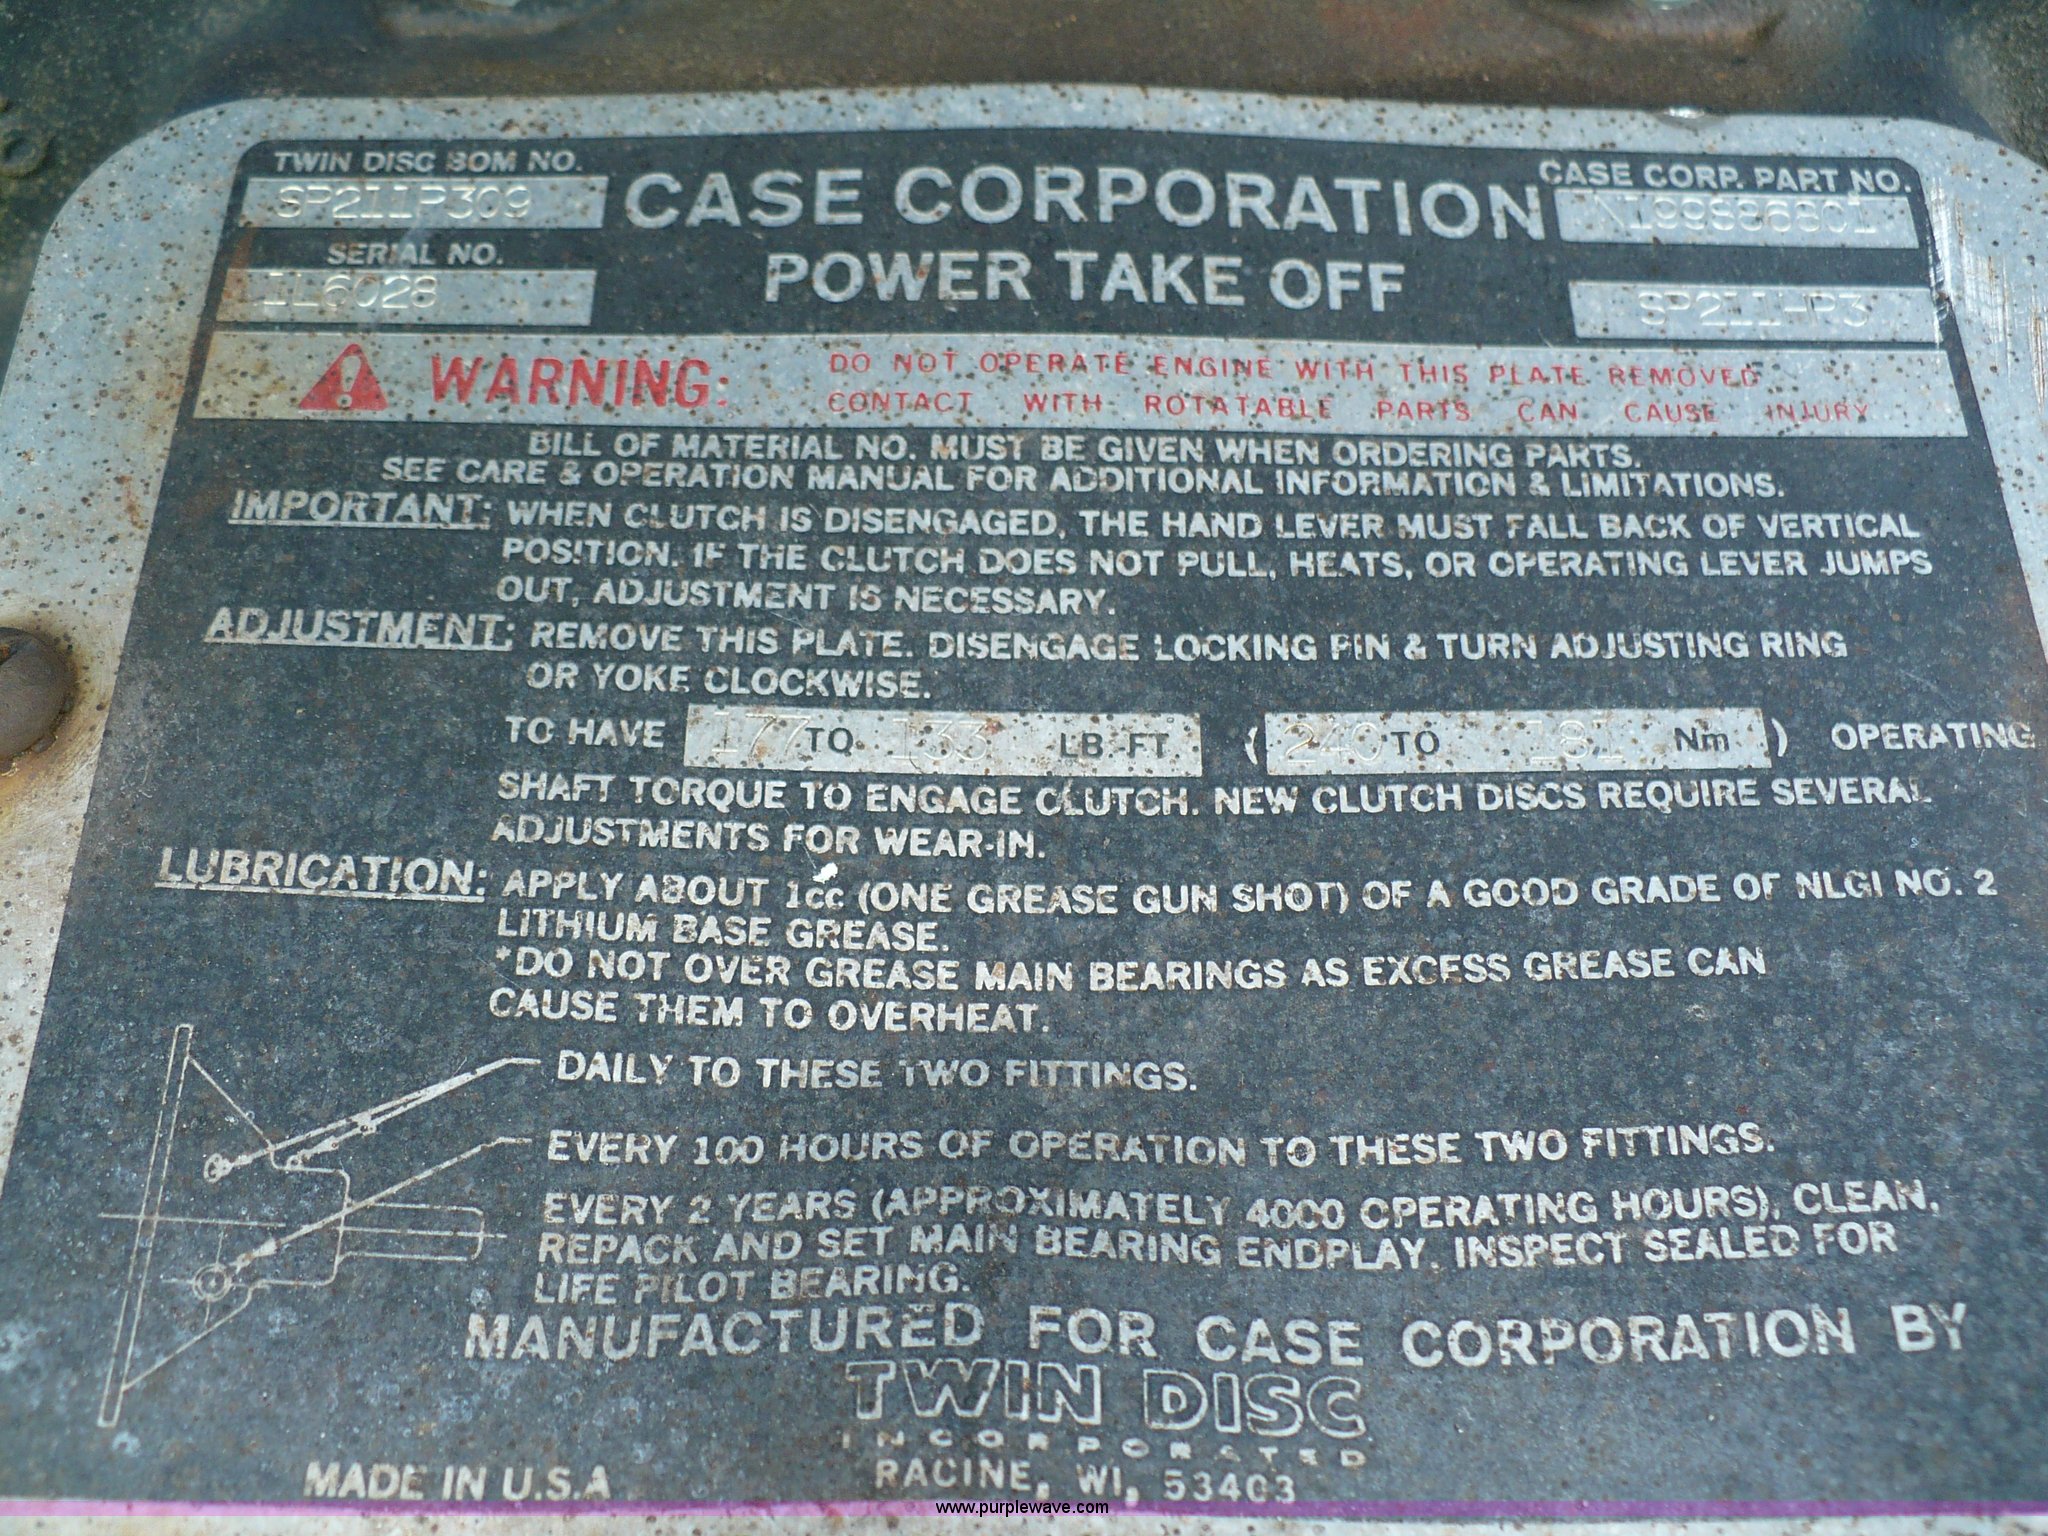 TWIN DISC BOM NO.
SP211P309
SERIAL NO.
IL6028
CASE CORPORATION
POWER TAKE OFF
CASE CORP. PART NO.
SP211HP3
WARNING:
DO NOT OPERATE ENGINE WITH THIS PLATE REMOVED
CONTACT WITH ROTATABLE PARTS CAN CAUSE INJURY
BILL OF MATERIAL NO. MUST BE GIVEN WHEN ORDERING PARTS.
SEE CARE & OPERATION MANUAL FOR ADDITIONAL INFORMATION & LIMITATIONS.
IMPORTANT: WHEN CLUTCH IS DISENGAGED, THE HAND LEVER MUST FALL BACK OF VERTICAL
POSITION. IF THE CLUTCH DOES NOT PULL, HEATS, OR OPERATING LEVER JUMPS
OUT, ADJUSTMENT IS NECESSARY.
ADJUSTMENT: REMOVE THIS PLATE. DISENGAGE LOCKING PIN & TURN ADJUSTING RING
OR YOKE CLOCKWISE.
TO HAVE 177 TO 133 LB-FT (240 TO 181 Nm) OPERATING
SHAFT TORQUE TO ENGAGE CLUTCH. NEW CLUTCH DISCS REQUIRE SEVERAL
ADJUSTMENTS FOR WEAR-IN.
LUBRICATION: APPLY ABOUT 1cc (ONE GREASE GUN SHOT) OF A GOOD GRADE OF NLGI NO. 2
LITHIUM BASE GREASE.
*DO NOT OVER GREASE MAIN BEARINGS AS EXCESS GREASE CAN
CAUSE THEM TO OVERHEAT.
DAILY TO THESE TWO FITTINGS.
EVERY 100 HOURS OF OPERATION TO THESE TWO FITTINGS.
EVERY 2 YEARS (APPROXIMATELY 4000 OPERATING HOURS), CLEAN,
REPACK AND SET MAIN BEARING ENDPLAY. INSPECT SEALED FOR
LIFE PILOT BEARING.
MANUFACTURED FOR CASE CORPORATION BY
TWIN DISC
INCORPORATED
RACINE, WI, 53403
MADE IN U.S.A
www.purplewave.com